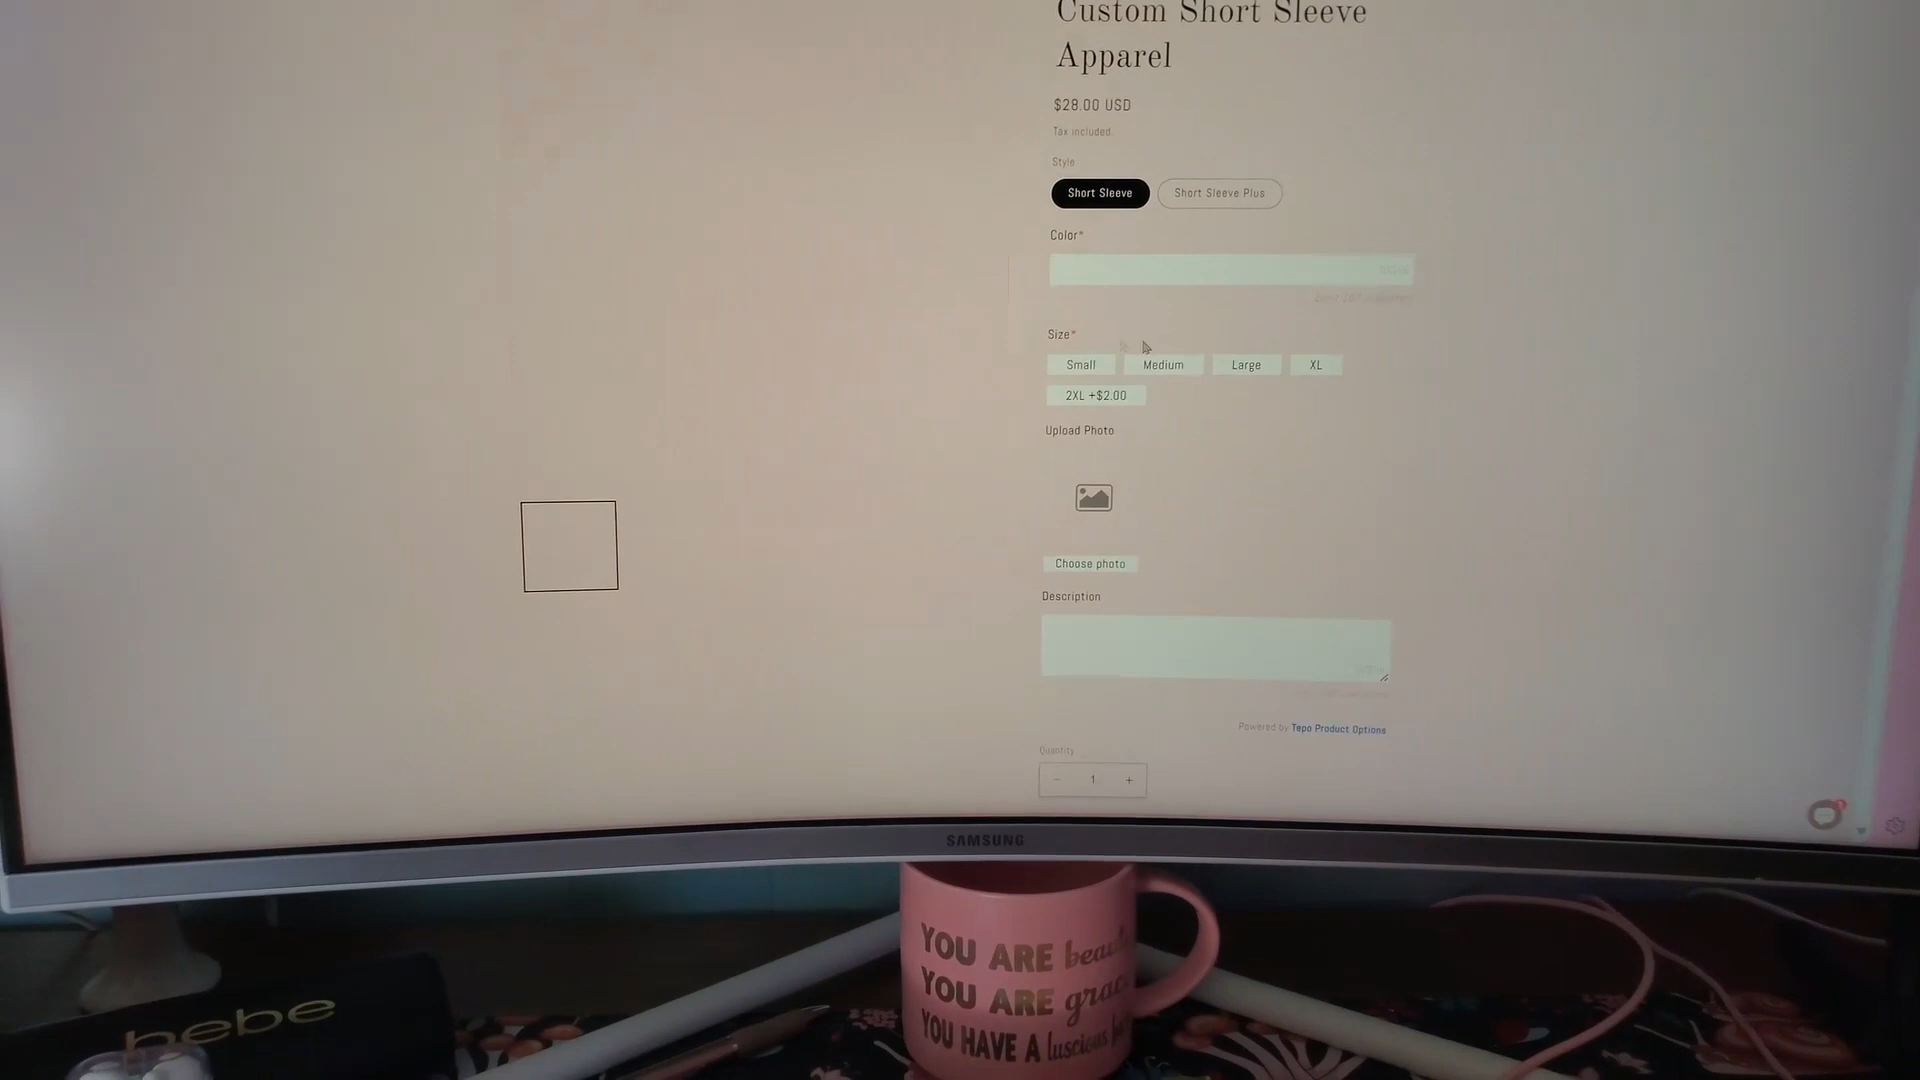 Custom Short Sleeve
Apparel
$28.00 USD
Tax included.
Style
Short Sleeve Short Sleeve Plus
Color*
Size*
Small Medium Large XL
2XL +$2.00
Upload Photo
Choose photo
Description
Powered by Tepo Product Options
Quantity
− 1 +
SAMSUNG
YOU ARE
YOU ARE
YOU HAVE A luscious
bebe